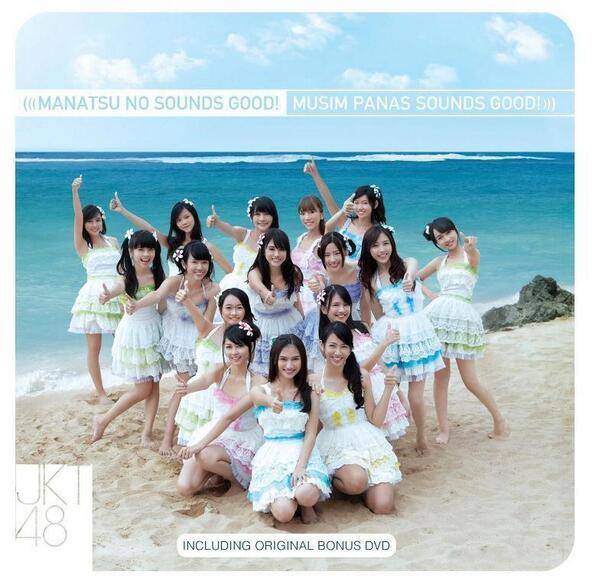 (((MANATSU NO SOUNDS GOOD! MUSIM PANAS SOUNDS GOOD!)))
JKT
48
INCLUDING ORIGINAL BONUS DVD